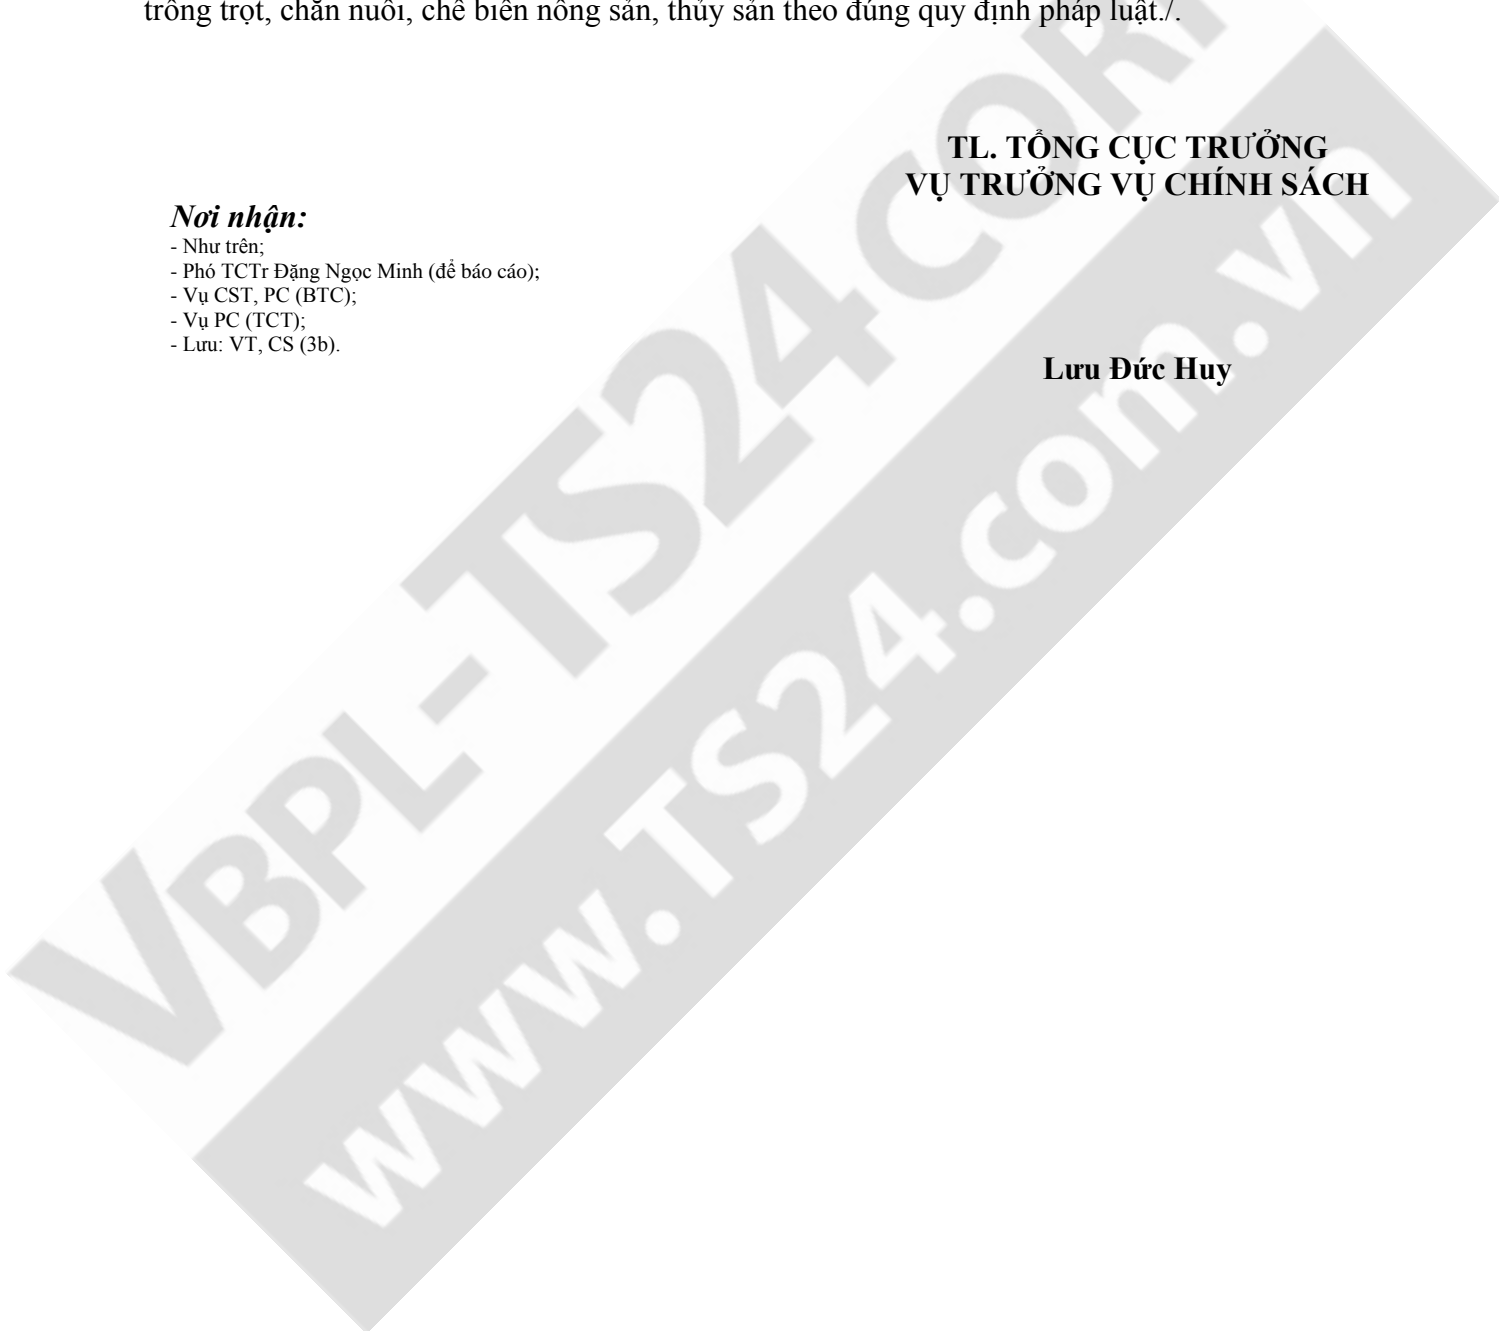 trồng trọt, chăn nuôi, chế biến nông sản, thủy sản theo đúng quy định pháp luật./.
TL. TỔNG CỤC TRƯỞNG
VỤ TRƯỞNG VỤ CHÍNH SÁCH
Nơi nhận:
- Như trên;
- Phó TCTr Đặng Ngọc Minh (để báo cáo);
- Vụ CST, PC (BTC);
- Vụ PC (TCT);
- Lưu: VT, CS (3b).
Lưu Đức Huy
VBPL-TS24 COR
www.TS24.com.vn